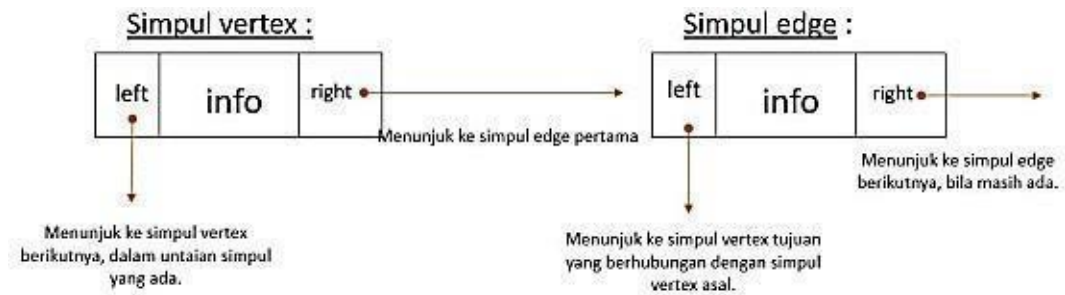 Simpul vertex :
Simpul edge :
left
info
right
left
info
right
Menunjuk ke simpul edge pertama
Menunjuk ke simpul edge
berikutnya, bila masih ada.
Menunjuk ke simpul vertex
berikutnya, dalam untaian simpul
yang ada.
Menunjuk ke simpul vertex tujuan
yang berhubungan dengan simpul
vertex asal.